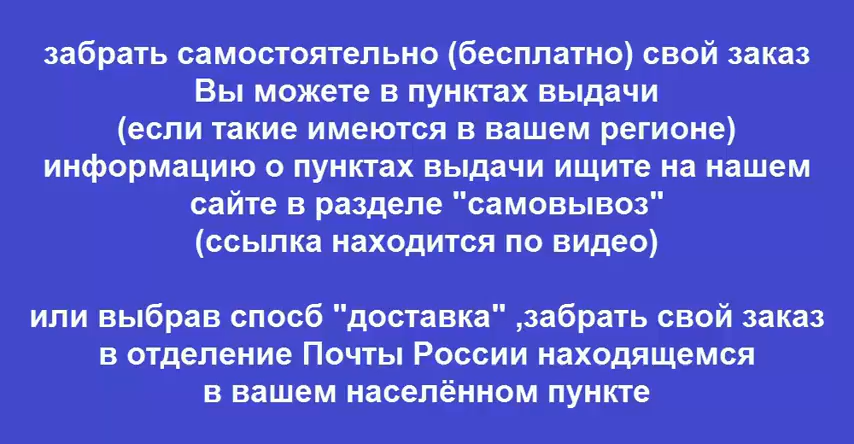 забрать самостоятельно (бесплатно) свой заказ
Вы можете в пунктах выдачи
(если такие имеются в вашем регионе)
информацию о пунктах выдачи ищите на нашем
сайте в разделе "самовывоз"
(ссылка находится по видео)
или выбрав спосб "доставка" ,забрать свой заказ
в отделение Почты России находящемся
в вашем населённом пункте